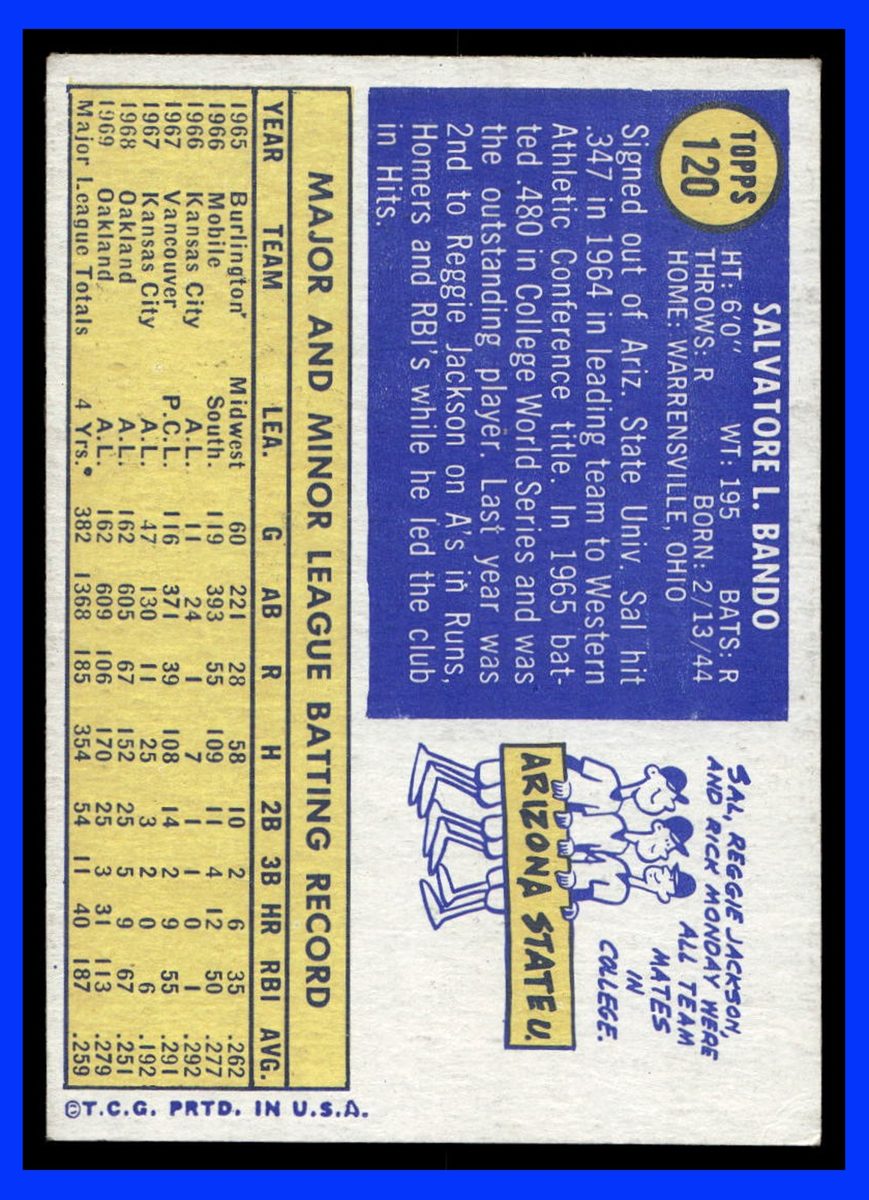 TOPPS
120
SALVATORE L. BANDO
HT: 6'0" WT: 195 BATS: R
THROWS: R BORN: 2/13/44
HOME: WARRENSVILLE, OHIO
Signed out of Ariz. State Univ. Sal hit
.347 in 1964 in leading team to Western
Athletic Conference title. In 1965 bat-
ted .480 in College World Series and was
the outstanding player. Last year was
2nd to Reggie Jackson on A's in Runs,
Homers and RBI's while he led the club
in Hits.
SAL, REGGIE JACKSON,
AND RICK MONDAY WERE
ALL TEAM
MATES
IN
COLLEGE.
ARIZONA STATE U.
MAJOR AND MINOR LEAGUE BATTING RECORD
YEAR TEAM LEA. G AB R H 2B 3B HR RBI AVG.
1965 Burlington Midwest 60 221 28 58 10 2 6 35 .262
1966 Mobile South. 119 393 55 109 11 4 12 50 .277
1966 Kansas City A.L. 11 24 1 7 1 1 0 1 .292
1967 Vancouver P.C.L. 116 371 39 108 14 2 9 55 .291
1967 Kansas City A.L. 47 130 11 25 3 2 0 6 .192
1968 Oakland A.L. 162 605 67 152 25 5 9 67 .251
1969 Oakland A.L. 162 609 106 170 25 3 31 113 .279
Major League Totals 4 Yrs. 382 1368 185 354 54 11 40 187 .259
©T.C.G. PRTD. IN U.S.A.